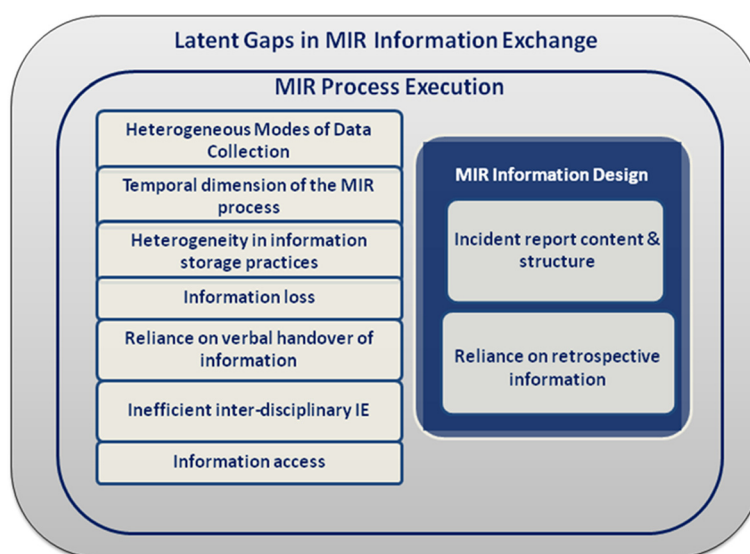 Latent Gaps in MIR Information Exchange
MIR Process Execution
Heterogeneous Modes of Data
Collection
Temporal dimension of the MIR
process
Heterogeneity in information
storage practices
Information loss
Reliance on verbal handover of
information
Inefficient inter-disciplinary IE
Information access
MIR Information Design
Incident report content &
structure
Reliance on retrospective
information